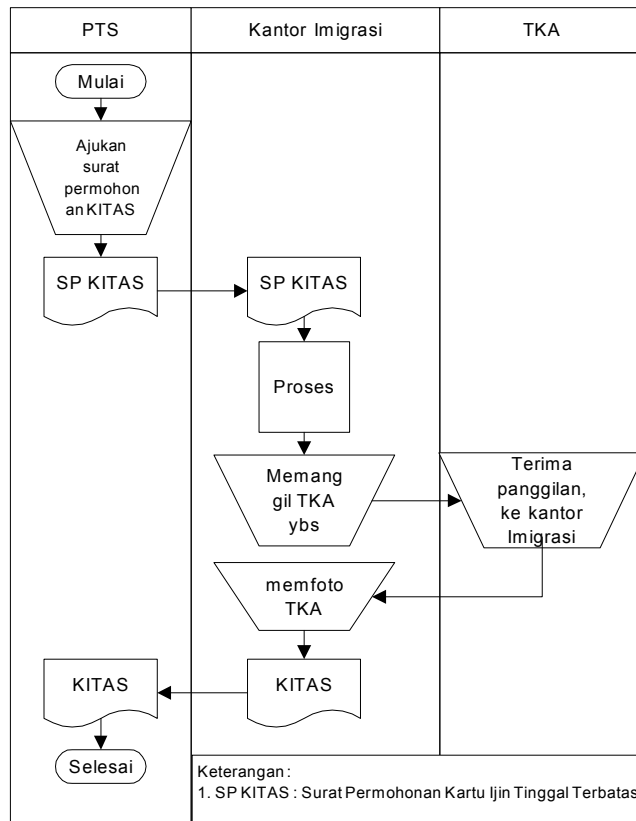 PTS
Kantor Imigrasi
TKA
Mulai
Ajukan
surat
permohon
an KITAS
SP KITAS
SP KITAS
Proses
Memang
gil TKA
ybs
Terima
panggilan,
ke kantor
Imigrasi
memfoto
TKA
KITAS
KITAS
Selesai
Keterangan :
1. SP KITAS : Surat Permohonan Kartu Ijin Tinggal Terbatas